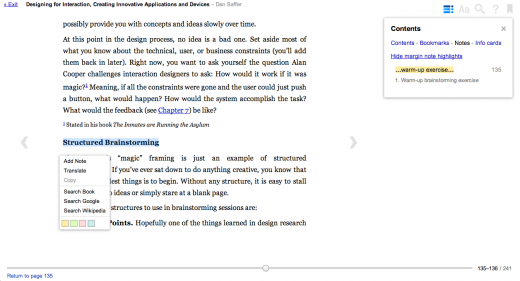 ‹ Exit Designing for Interaction, Creating Innovative Applications and Devices – Dan Saffer
Aa ?
possibly provide you with concepts and ideas slowly over time.
At this point in the design process, no idea is a bad one. Set aside most of
what you know about the technical, user, or business constraints (you'll add
them back in later). Right now, you want to ask yourself the question Alan
Cooper challenges interaction designers to ask: How would it work if it was
magic?¹ Meaning, if all the constraints were gone and the user could just push
a button, what would happen? How would the system accomplish the task?
What would the feedback (see Chapter 7) be like?
¹ Stated in his book The Inmates are Running the Asylum
Structured Brainstorming
"magic" framing is just an example of structured
If you've ever sat down to do anything creative, you know that
iest things is to begin. Without any structure, it is easy to stall
o ideas or simply stare at a blank page.
structures to use in brainstorming sessions are:
Points. Hopefully one of the things learned in design research
Add Note
Translate
Copy
Search Book
Search Google
Search Wikipedia
Contents ×
Contents - Bookmarks - Notes - Info cards
Hide margin note highlights
...warm-up exercise... 135
1. Warm-up brainstorming exercise
135–136 / 241
Return to page 135